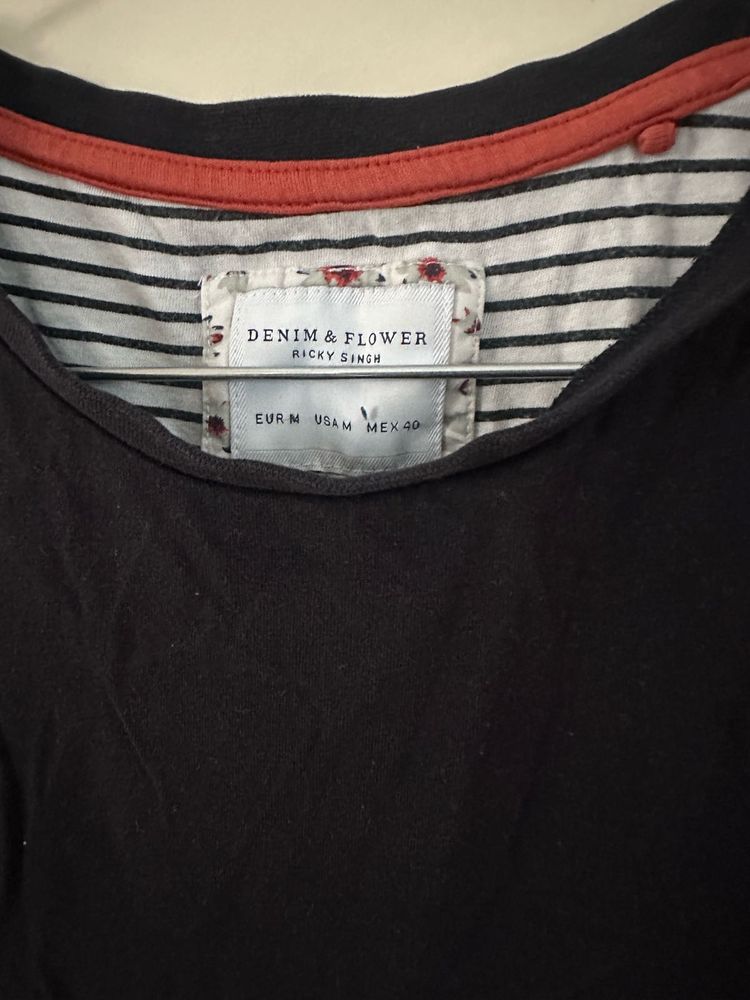 DENIM & FLOWER
RICKY SINGH
EUR M USA M MEX 40